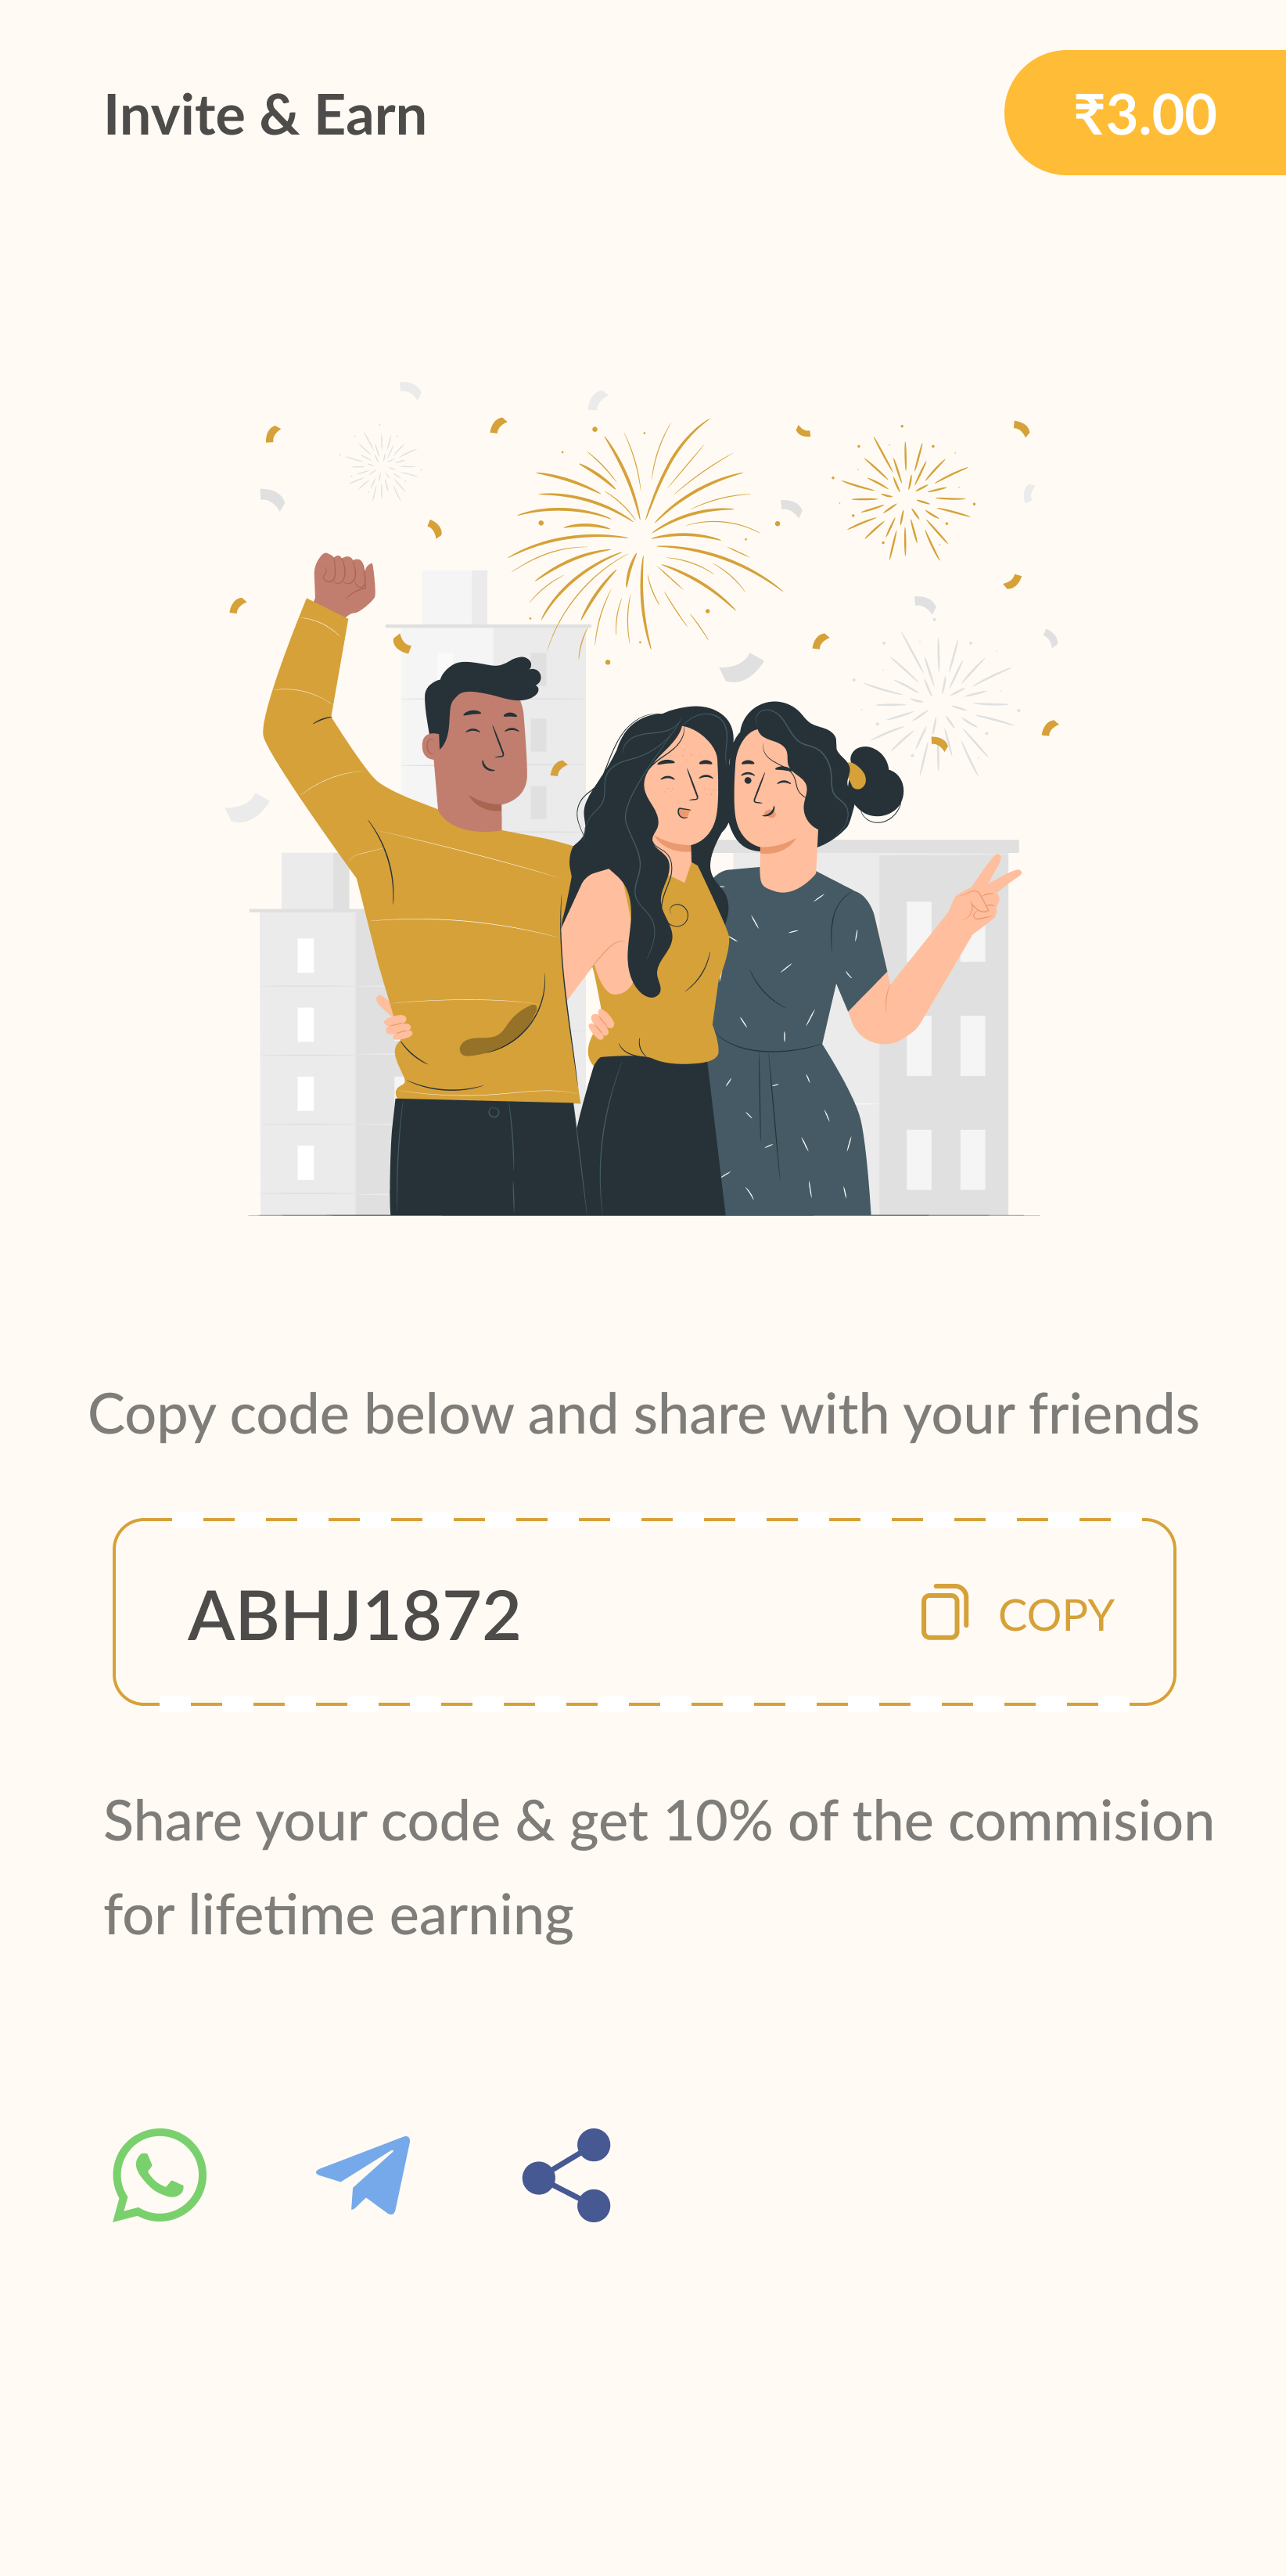 Invite & Earn
₹3.00
Copy code below and share with your friends
ABHJ1872
COPY
Share your code & get 10% of the commision
for lifetime earning